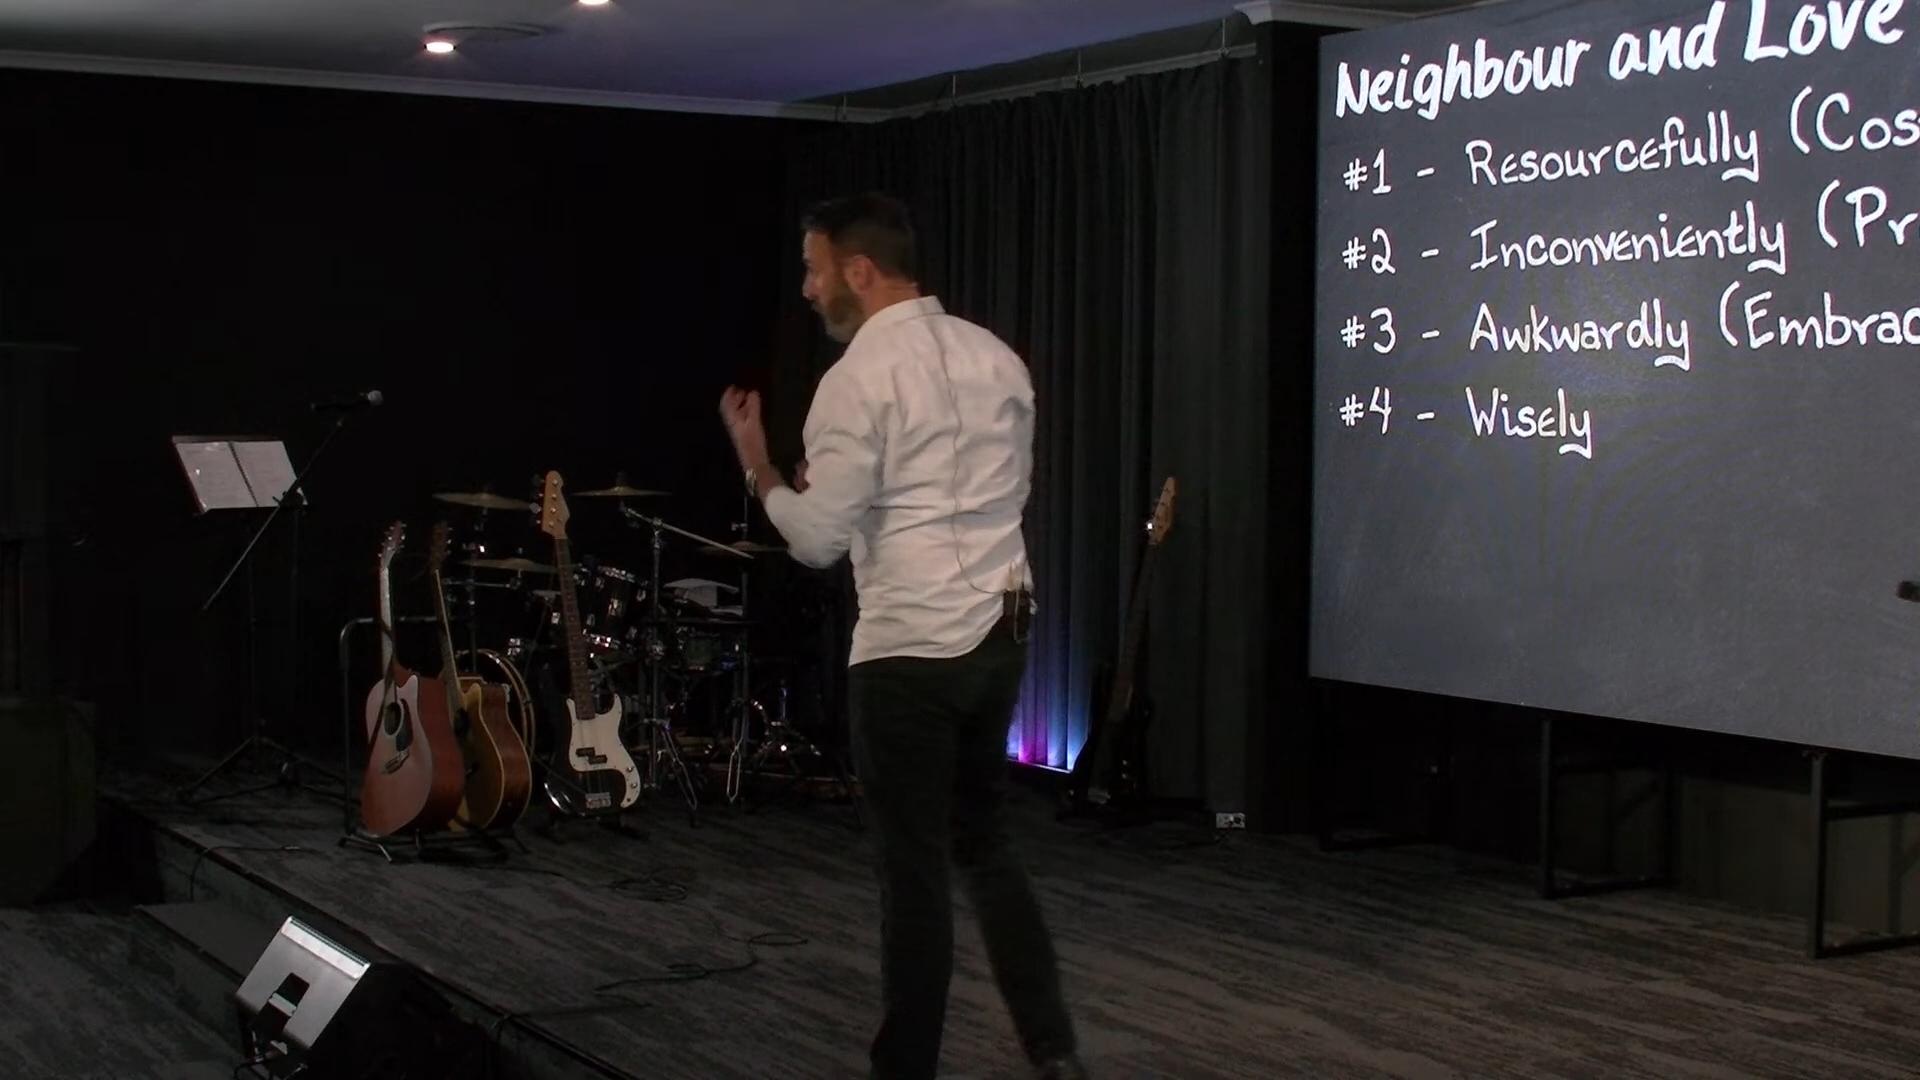 Neighbour and Love
#1 - Resourcefully (Cos
#2 - Inconveniently (Pr
#3 - Awkwardly (Embrac
#4 - Wisely